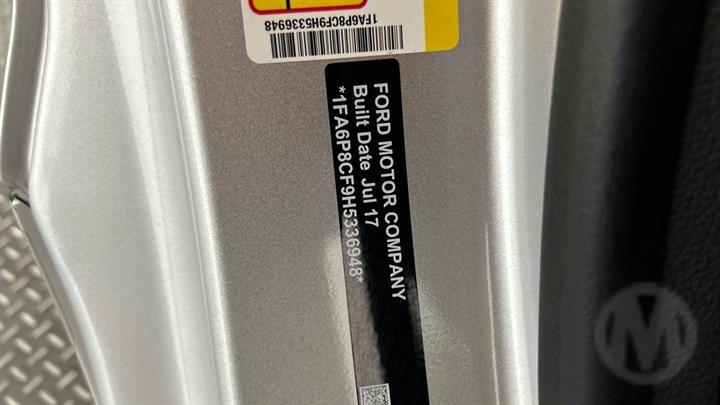 1FA6P8CF9H5336948
FORD MOTOR COMPANY
Built Date Jul 17
*1FA6P8CF9H5336948*
M